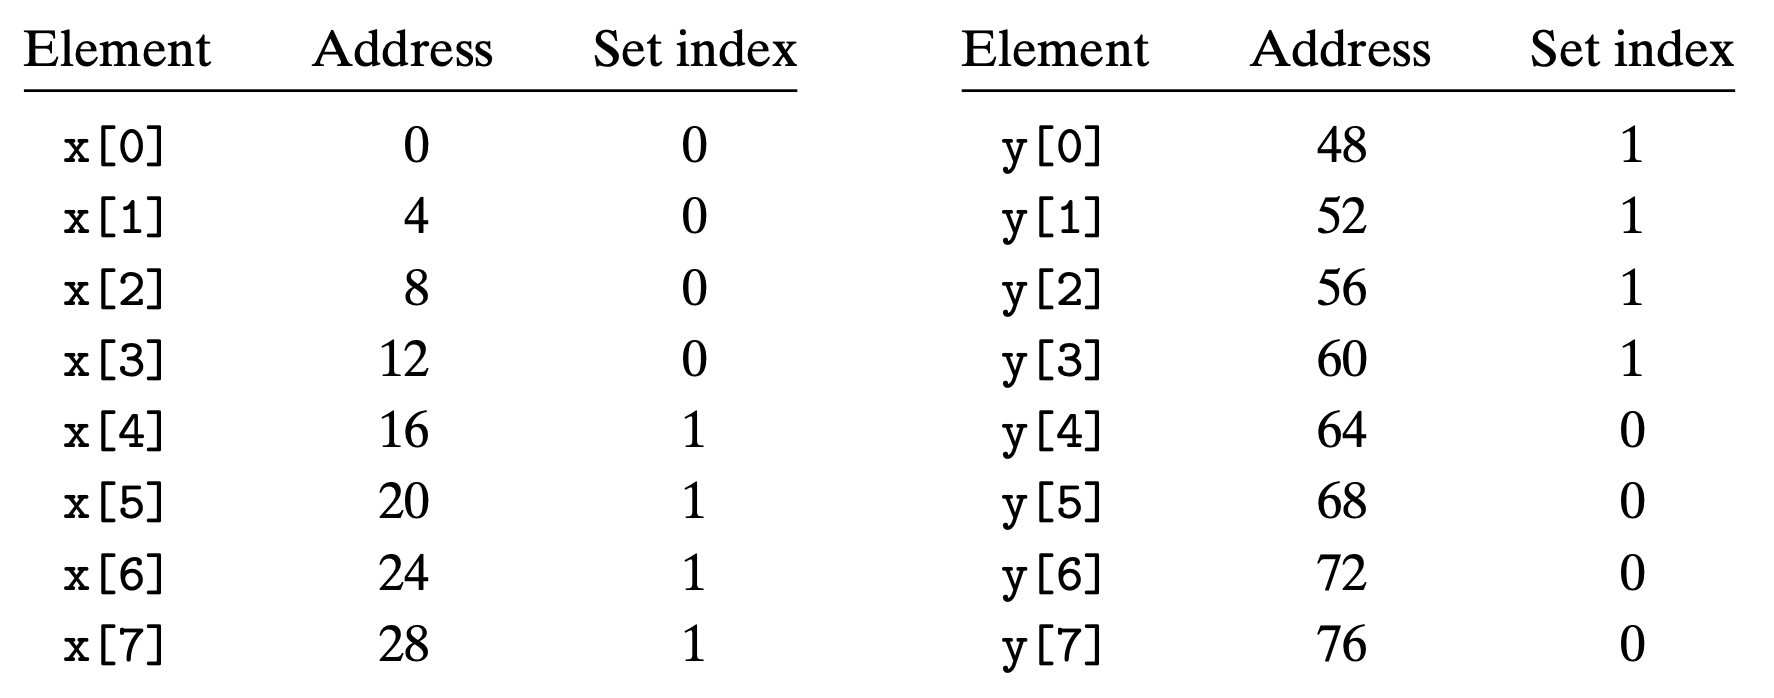 Element Address Set index Element Address Set index
x[0] 0 0 y[0] 48 1
x[1] 4 0 y[1] 52 1
x[2] 8 0 y[2] 56 1
x[3] 12 0 y[3] 60 1
x[4] 16 1 y[4] 64 0
x[5] 20 1 y[5] 68 0
x[6] 24 1 y[6] 72 0
x[7] 28 1 y[7] 76 0